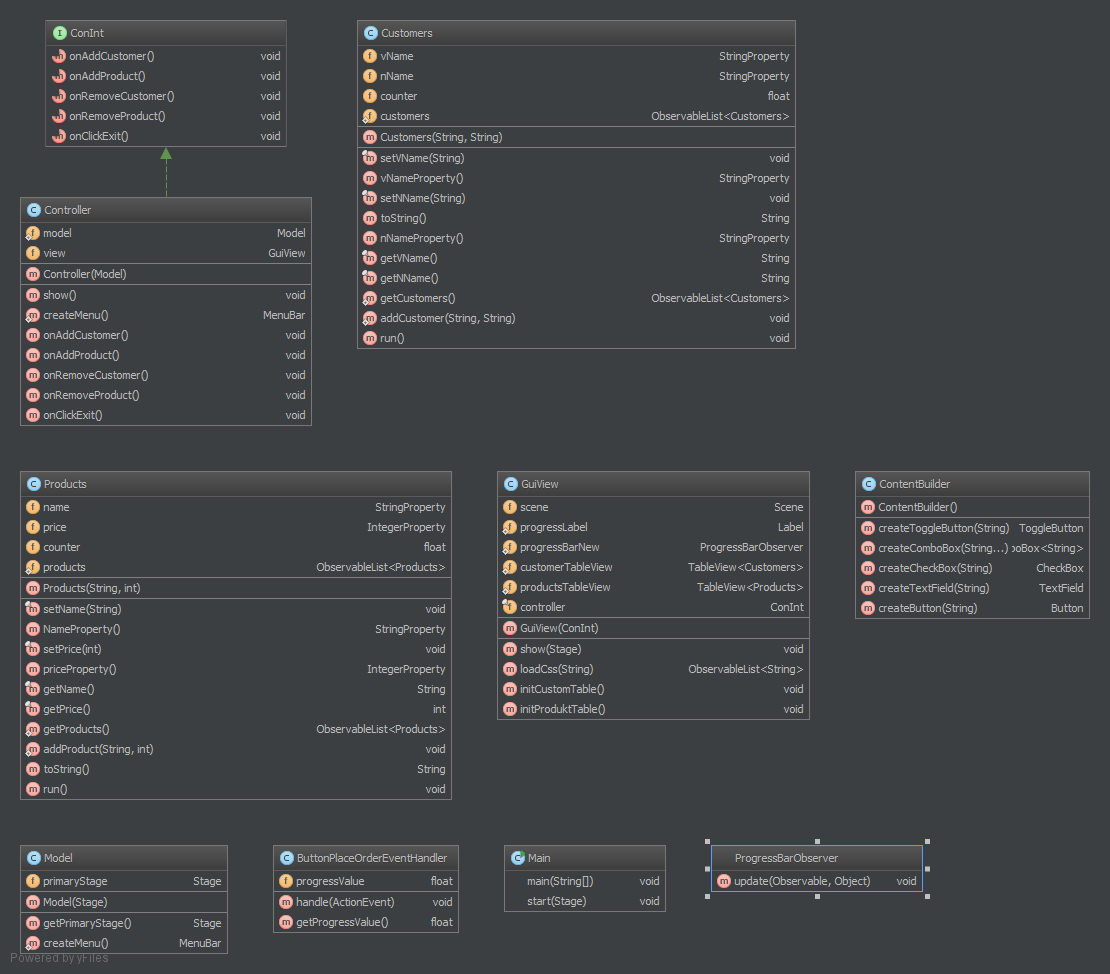 ConInt
onAddCustomer() void
onAddProduct() void
onRemoveCustomer() void
onRemoveProduct() void
onClickExit() void
Customers
vName StringProperty
nName StringProperty
counter float
customers ObservableList<Customers>
Customers(String, String)
setVName(String) void
vNameProperty() StringProperty
setNName(String) void
toString() String
nNameProperty() StringProperty
getVName() String
getNName() String
getCustomers() ObservableList<Customers>
addCustomer(String, String) void
run() void
Controller
model Model
view GuiView
Controller(Model)
show() void
createMenu() MenuBar
onAddCustomer() void
onAddProduct() void
onRemoveCustomer() void
onRemoveProduct() void
onClickExit() void
Products
name StringProperty
price IntegerProperty
counter float
products ObservableList<Products>
Products(String, int)
setName(String) void
NameProperty() StringProperty
setPrice(int) void
priceProperty() IntegerProperty
getName() String
getPrice() int
getProducts() ObservableList<Products>
addProduct(String, int) void
toString() String
run() void
GuiView
scene Scene
progressLabel Label
progressBarNew ProgressBarObserver
customerTableView TableView<Customers>
productsTableView TableView<Products>
controller ConInt
GuiView(ConInt)
show(Stage) void
loadCss(String) ObservableList<String>
initCustomTable() void
initProduktTable() void
ContentBuilder
ContentBuilder()
createToggleButton(String) ToggleButton
createComboBox(String...) oBox<String>
createCheckBox(String) CheckBox
createTextField(String) TextField
createButton(String) Button
Model
primaryStage Stage
Model(Stage)
getPrimaryStage() Stage
createMenu() MenuBar
ButtonPlaceOrderEventHandler
progressValue float
handle(ActionEvent) void
getProgressValue() float
Main
main(String[]) void
start(Stage) void
ProgressBarObserver
update(Observable, Object) void
Powered by yFiles